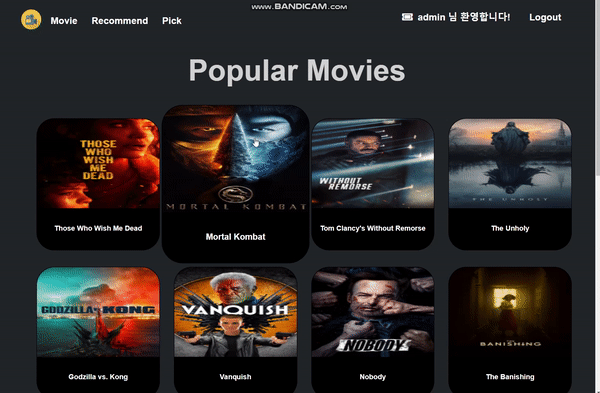 www.BANDICAM.com
Movie Recommend Pick admin 님 환영합니다! Logout
Popular Movies
THOSE WHO WISH ME DEAD
MORTAL KOMBAT
WITHOUT REMORSE
THE UNHOLY
Those Who Wish Me Dead
Mortal Kombat
Tom Clancy's Without Remorse
The Unholy
GODZILLA VS KONG
VANQUISH
NOBODY
BANISHING
Godzilla vs. Kong
Vanquish
Nobody
The Banishing